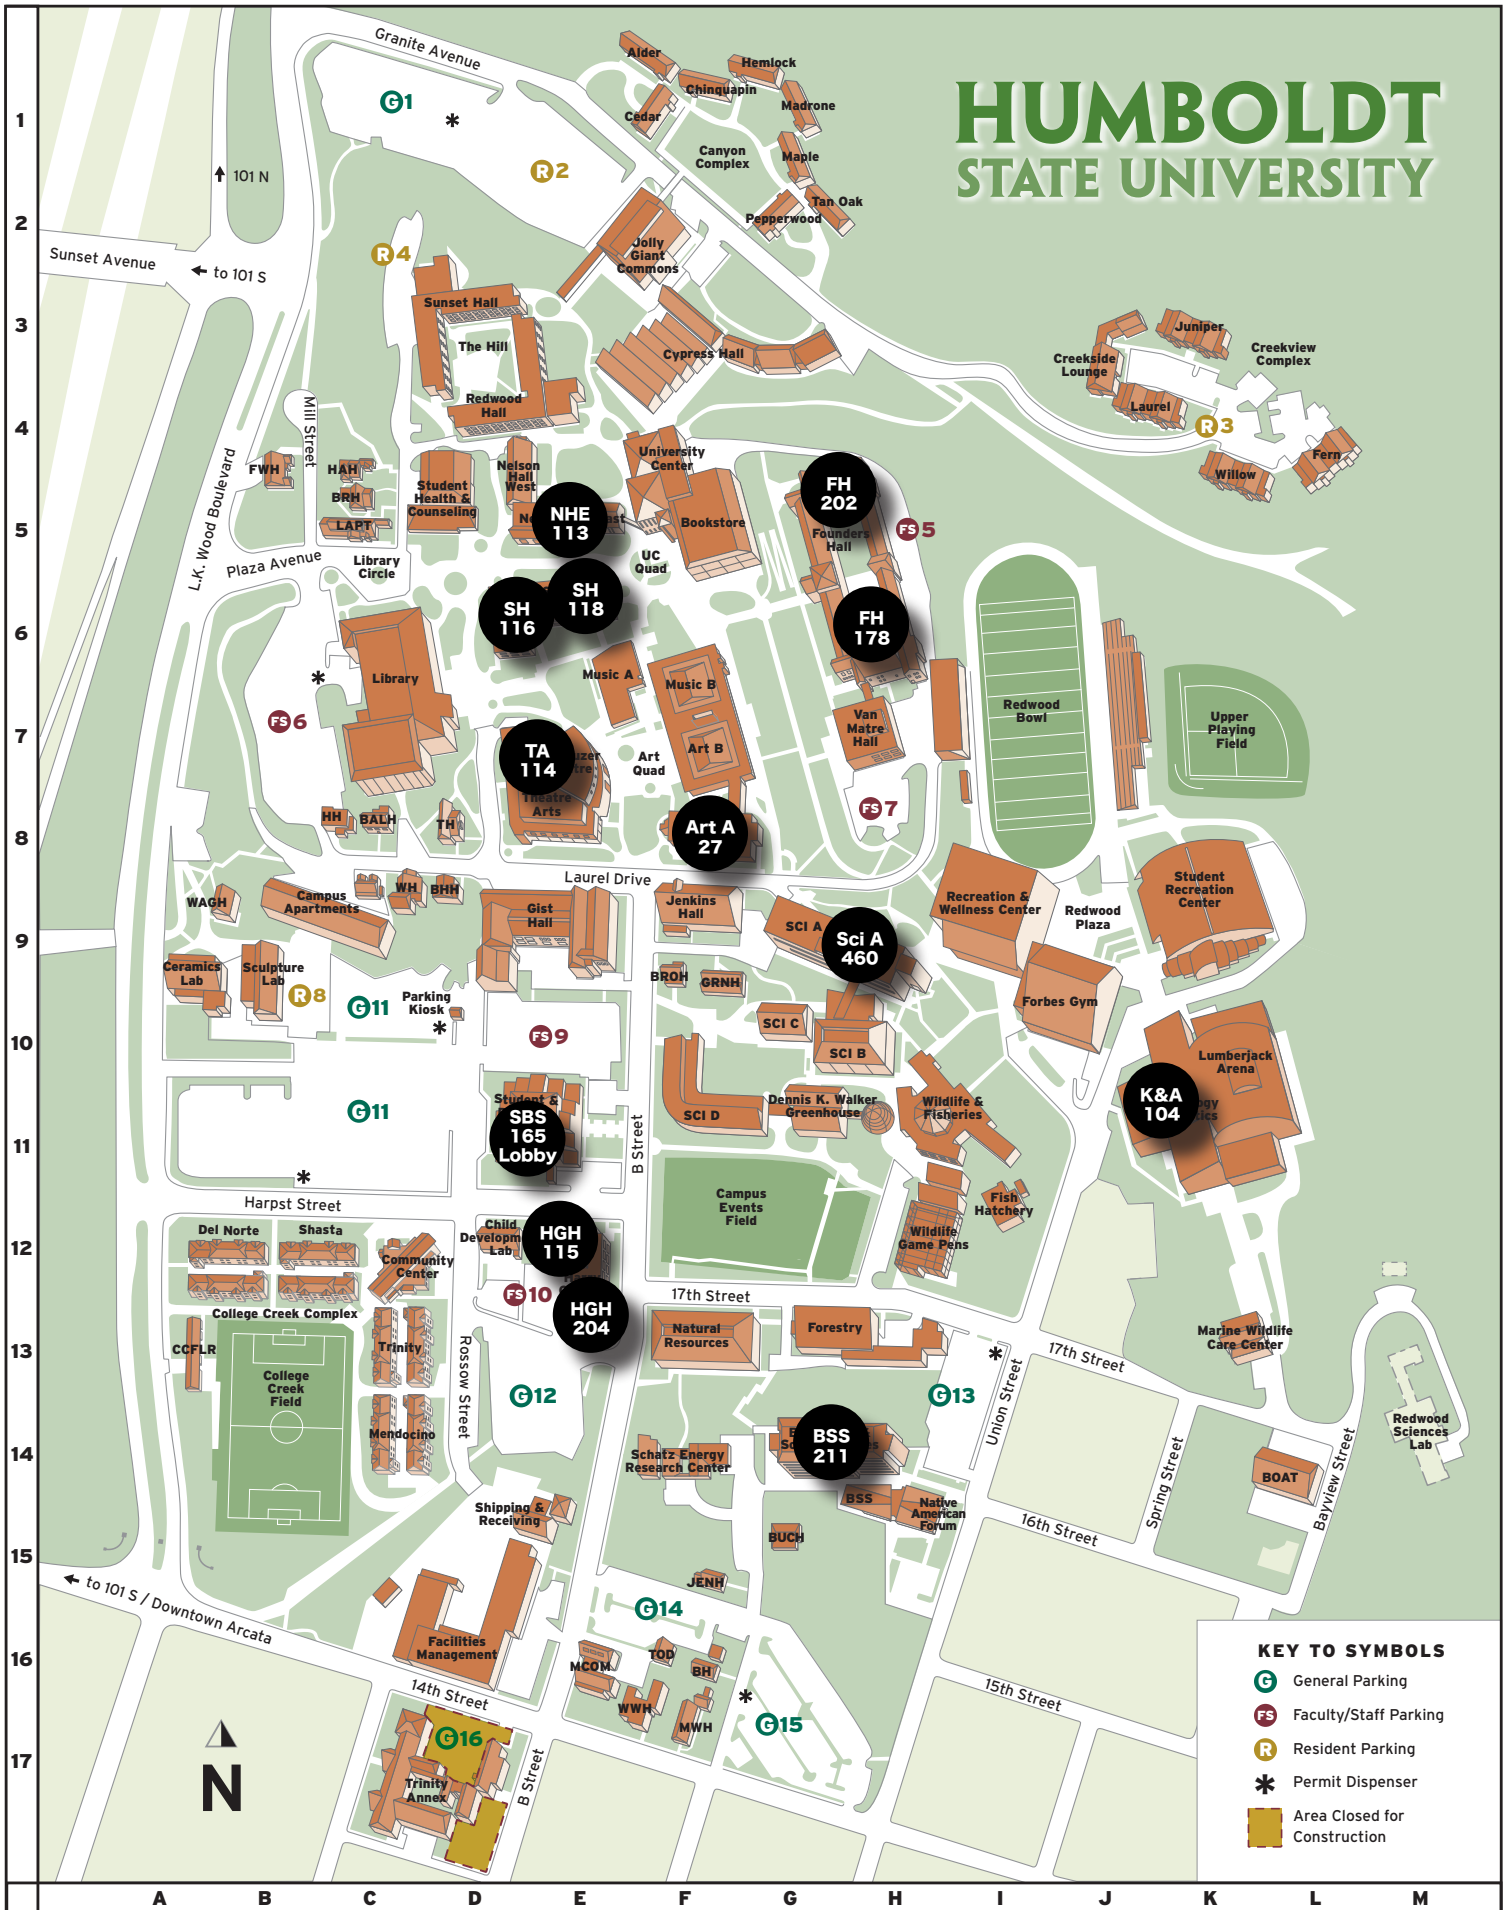 HUMBOLDT
STATE UNIVERSITY
Granite Avenue
G1
*
R2
101 N
Sunset Avenue
to 101 S
R4
Alder
Hemlock
Chinquapin
Cedar
Madrone
Canyon
Complex
Maple
Tan Oak
Pepperwood
Jolly
Giant
Commons
Sunset Hall
The Hill
Redwood
Hall
Cypress Hall
Juniper
Creekside
Lounge
Creekview
Complex
Laurel
R3
Willow
Fern
Mill Street
L.K. Wood Boulevard
FWH
HAH
BRH
LAPT
Student
Health &
Counseling
Nelson
Hall
West
NHE
113
University
Center
Bookstore
FH
202
Founders
Hall
FS5
Plaza Avenue
Library
Circle
UC
Quad
SH
118
SH
116
FH
178
Library
*
FS6
Music A
Music B
Van
Matre
Hall
Redwood
Bowl
Upper
Playing
Field
TA
114
Theatre
Arts
Art
Quad
Art B
FS7
HH
BALH
TH
Art A
27
Laurel Drive
WAGH
Campus
Apartments
WH
BHH
Gist
Hall
Jenkins
Hall
SCI A
Sci A
460
Recreation &
Wellness Center
Redwood
Plaza
Student
Recreation
Center
Ceramics
Lab
Sculpture
Lab
R8
G11
Parking
Kiosk
*
FS9
BROH
GRNH
SCI C
SCI B
Forbes Gym
Lumberjack
Arena
K&A
104
G11
*
Student &
SBS
165
Lobby
B Street
SCI D
Dennis K. Walker
Greenhouse
Wildlife &
Fisheries
Harpst Street
Campus
Events
Field
Fish
Hatchery
Wildlife
Game Pens
Del Norte
Shasta
Community
Center
College Creek Complex
Child
Lab
HGH
115
FS10
HGH
204
17th Street
Natural
Resources
Forestry
*
17th Street
Marine Wildlife
Care Center
CCFLR
College
Creek
Field
Trinity
Mendocino
Rossow Street
G12
G13
Union Street
Schatz Energy
Research Center
BSS
211
BSS
Native
American
Forum
Spring Street
BOAT
Bayview Street
Redwood
Sciences
Lab
Shipping &
Receiving
BUCH
16th Street
to 101 S / Downtown Arcata
JENH
G14
Facilities
Management
MCOM
TOD
BH
WWH
MWH
*
G15
15th Street
14th Street
G16
Trinity
Annex
B Street
N
KEY TO SYMBOLS
G General Parking
FS Faculty/Staff Parking
R Resident Parking
* Permit Dispenser
Area Closed for
Construction
1
2
3
4
5
6
7
8
9
10
11
12
13
14
15
16
17
A B C D E F G H I J K L M